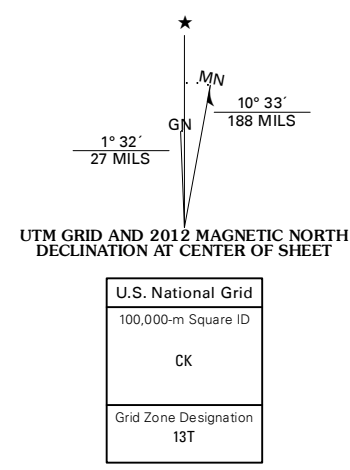 ★
MN
GN
10° 33´
188 MILS
1° 32´
27 MILS
UTM GRID AND 2012 MAGNETIC NORTH
DECLINATION AT CENTER OF SHEET
U.S. National Grid
100,000-m Square ID
CK
Grid Zone Designation
13T